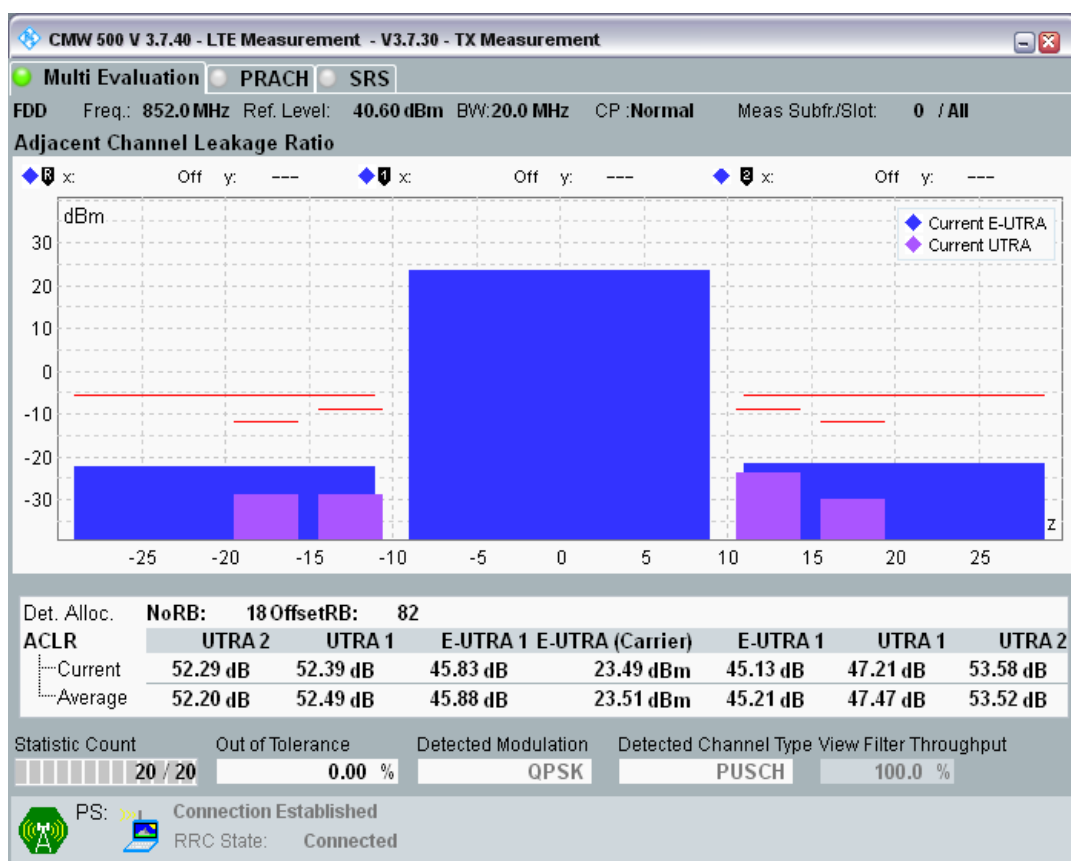 CMW 500 V 3.7.40 - LTE Measurement - V3.7.30 - TX Measurement
Multi Evaluation PRACH SRS
FDD Freq.: 852.0 MHz Ref. Level: 40.60 dBm BW:20.0 MHz CP :Normal Meas Subfr./Slot: 0 / All
Adjacent Channel Leakage Ratio
R x: Off y: --- 1 x: Off y: --- 2 x: Off y: ---
dBm
Current E-UTRA
Current UTRA
30
20
10
0
-10
-20
-30
z
-25 -20 -15 -10 -5 0 5 10 15 20 25
Det. Alloc. NoRB: 18 OffsetRB: 82
ACLR UTRA 2 UTRA 1 E-UTRA 1 E-UTRA (Carrier) E-UTRA 1 UTRA 1 UTRA 2
Current 52.29 dB 52.39 dB 45.83 dB 23.49 dBm 45.13 dB 47.21 dB 53.58 dB
Average 52.20 dB 52.49 dB 45.88 dB 23.51 dBm 45.21 dB 47.47 dB 53.52 dB
Statistic Count Out of Tolerance Detected Modulation Detected Channel Type View Filter Throughput
20 / 20 0.00 % QPSK PUSCH 100.0 %
PS: Connection Established
RRC State: Connected